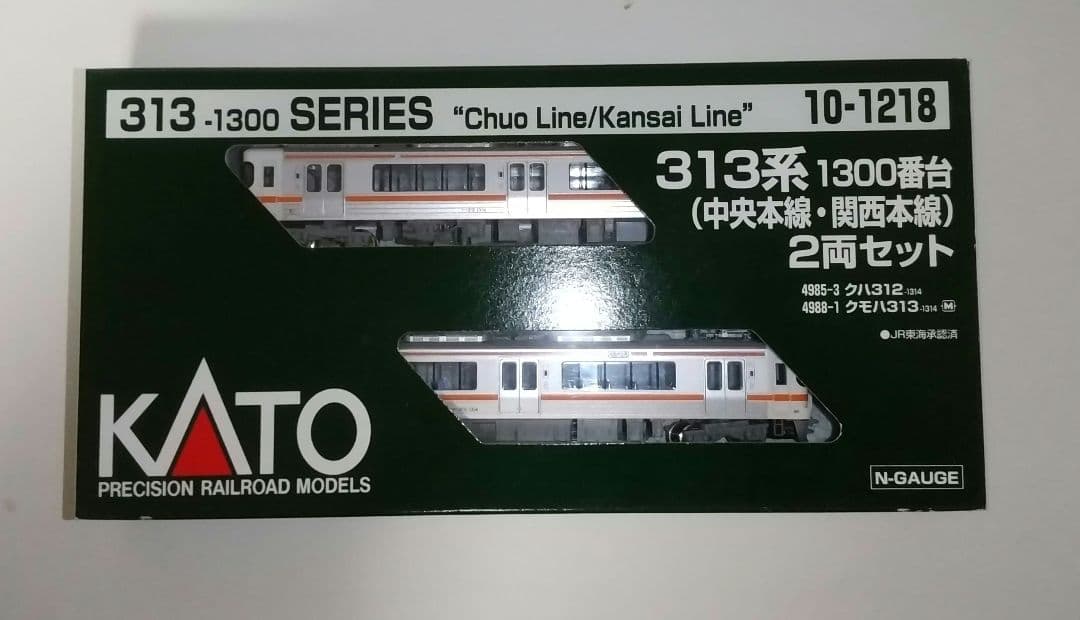 313 -1300 SERIES "Chuo Line/Kansai Line" 10-1218
313系 1300番台
(中央本線・関西本線)
2両セット
4985-3 クハ312-1314
4988-1 クモハ313-1314 M
●JR東海承認済
KATO
PRECISION RAILROAD MODELS
N-GAUGE